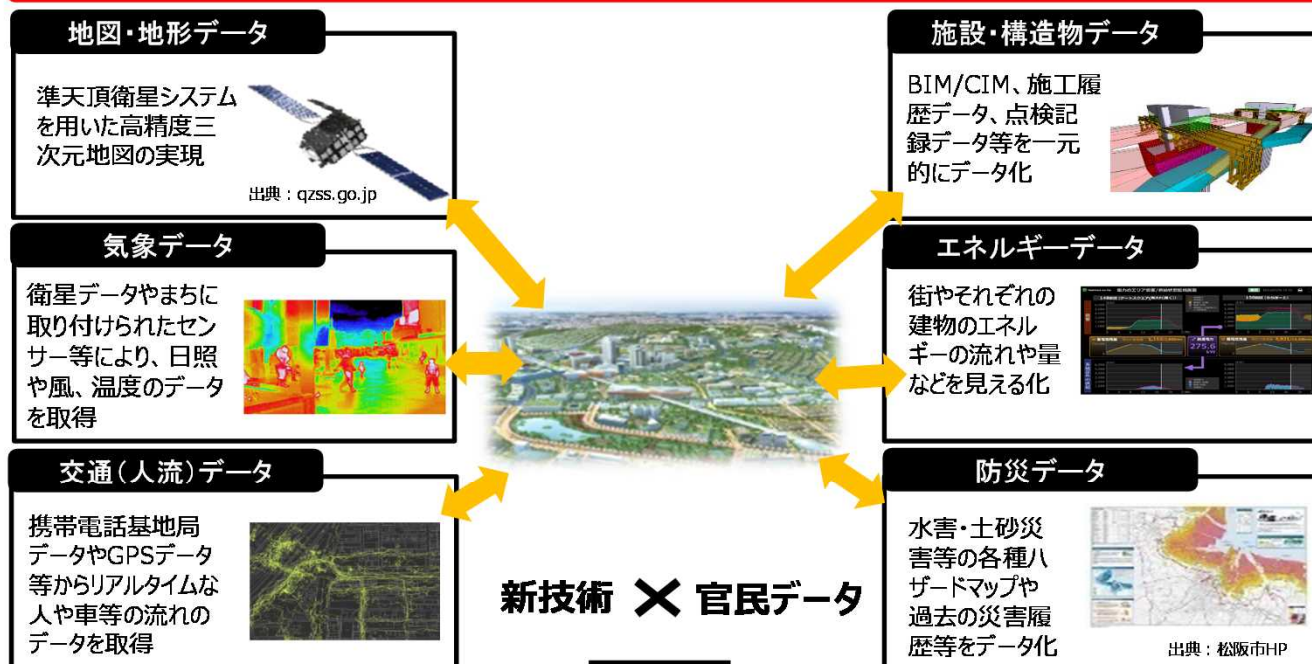 地図・地形データ
準天頂衛星システム
を用いた高精度三
次元地図の実現
出典：qzss.go.jp
気象データ
衛星データやまちに
取り付けられたセン
サー等により、日照
や風、温度のデータ
を取得
交通（人流）データ
携帯電話基地局
データやGPSデータ
等からリアルタイムな
人や車等の流れの
データを取得
新技術 × 官民データ
施設・構造物データ
BIM/CIM、施工履
歴データ、点検記
録データ等を一元
的にデータ化
エネルギーデータ
街やそれぞれの
建物のエネル
ギーの流れや量
などを見える化
275.6
防災データ
水害・土砂災
害等の各種ハ
ザードマップや
過去の災害履
歴等をデータ化
出典：松阪市HP